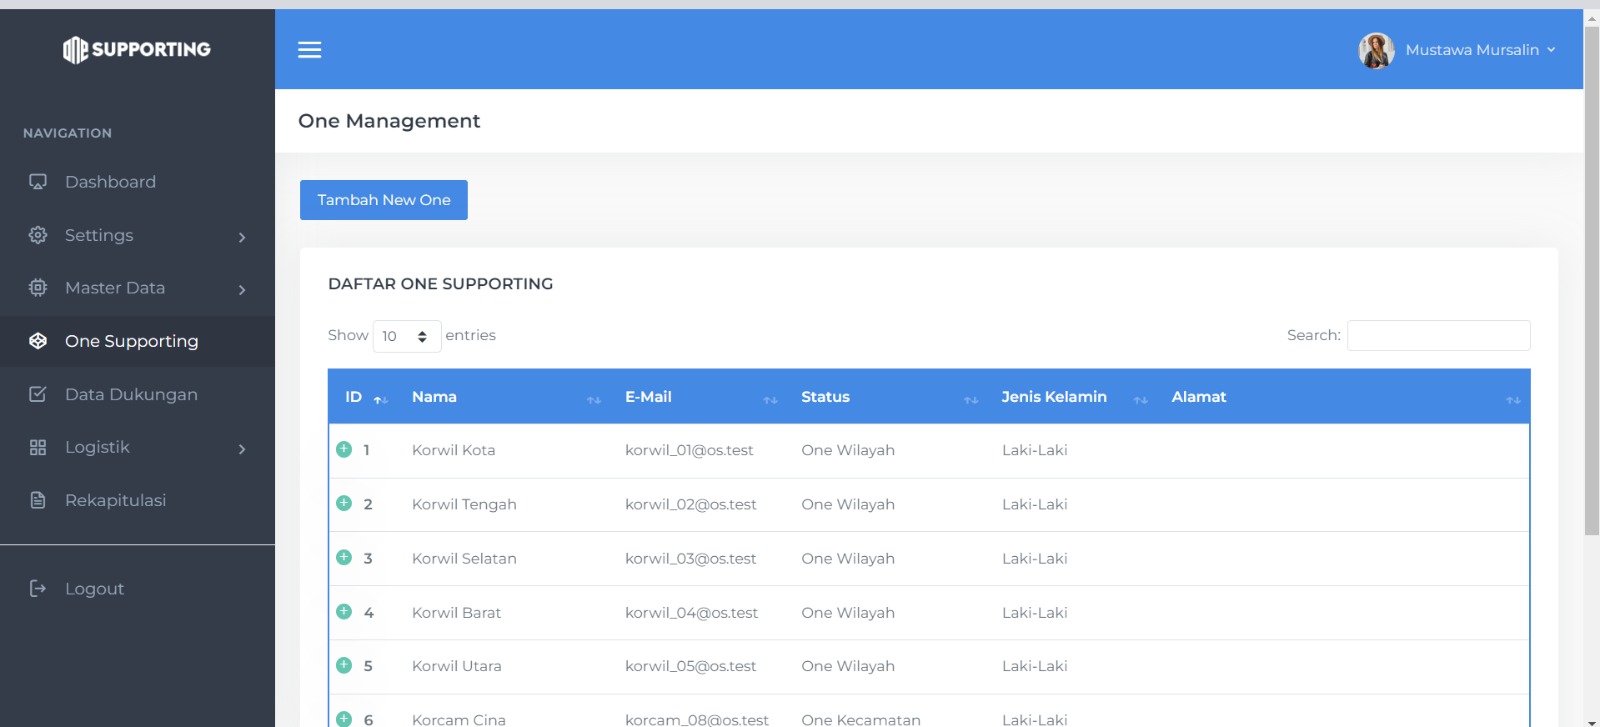 ONE SUPPORTING
Mustawa Mursalin
NAVIGATION
Dashboard
Settings
Master Data
One Supporting
Data Dukungan
Logistik
Rekapitulasi
Logout
One Management
Tambah New One
DAFTAR ONE SUPPORTING
Show 10 entries
Search:
ID Nama E-Mail Status Jenis Kelamin Alamat
1 Korwil Kota korwil_01@os.test One Wilayah Laki-Laki
2 Korwil Tengah korwil_02@os.test One Wilayah Laki-Laki
3 Korwil Selatan korwil_03@os.test One Wilayah Laki-Laki
4 Korwil Barat korwil_04@os.test One Wilayah Laki-Laki
5 Korwil Utara korwil_05@os.test One Wilayah Laki-Laki
6 Korcam Cina korcam_08@os.test One Kecamatan Laki-Laki